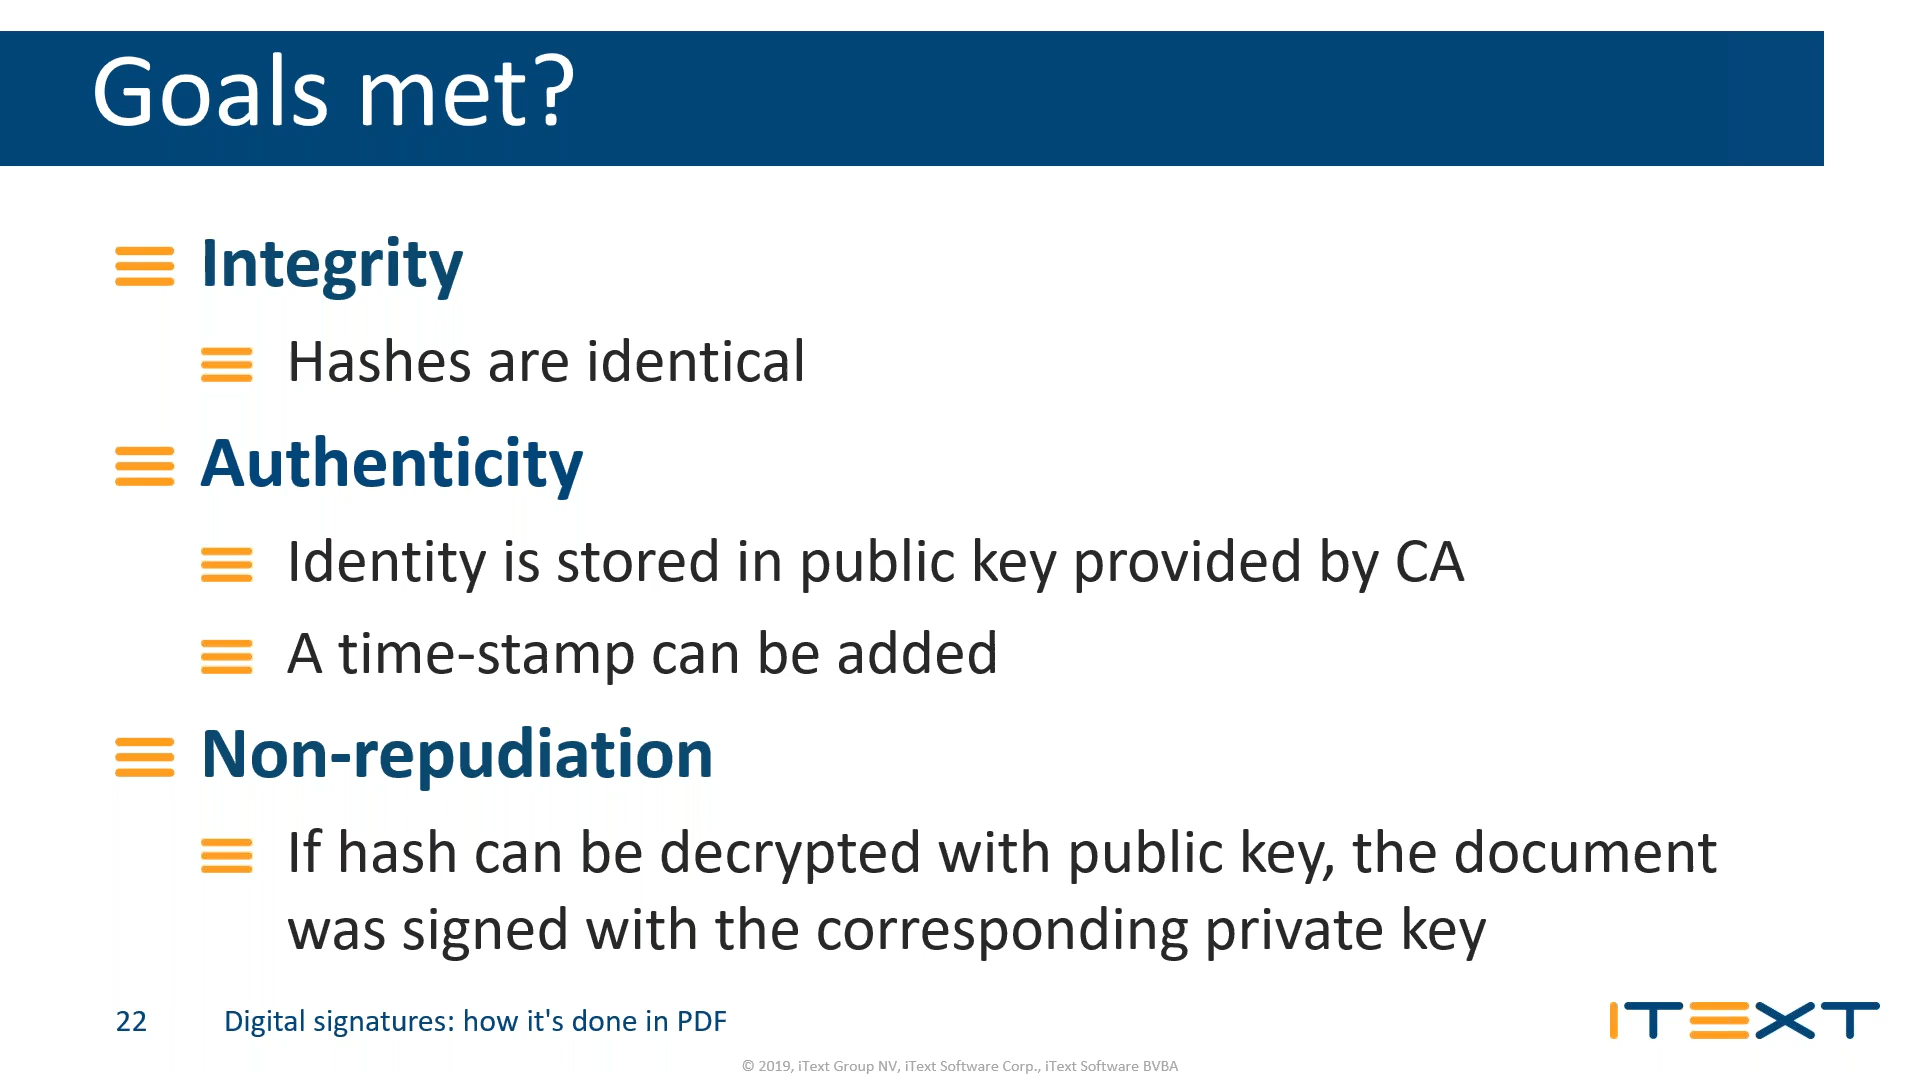 Goals met?
Integrity
Hashes are identical
Authenticity
Identity is stored in public key provided by CA
A time-stamp can be added
Non-repudiation
If hash can be decrypted with public key, the document
was signed with the corresponding private key
22 Digital signatures: how it's done in PDF
ITEXT
© 2019, iText Group NV, iText Software Corp., iText Software BVBA